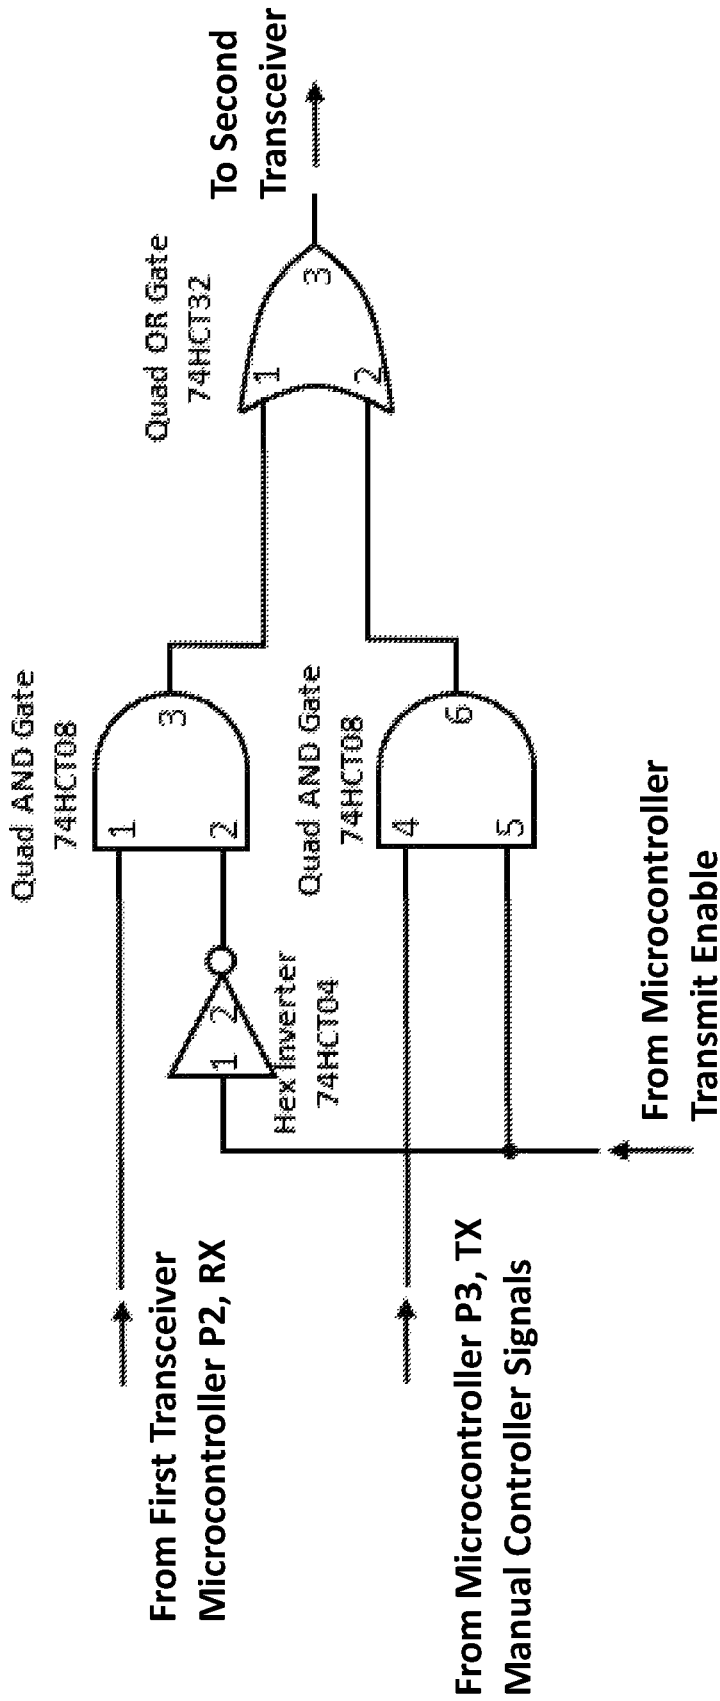 From First Transceiver
Microcontroller P2, RX
From Microcontroller P3, TX
Manual Controller Signals
From Microcontroller
Transmit Enable
Hex Inverter
74HCT04
1
2
Quad AND Gate
74HCT08
1
2
3
Quad AND Gate
74HCT08
4
5
6
Quad OR Gate
74HCT32
1
2
3
To Second
Transceiver